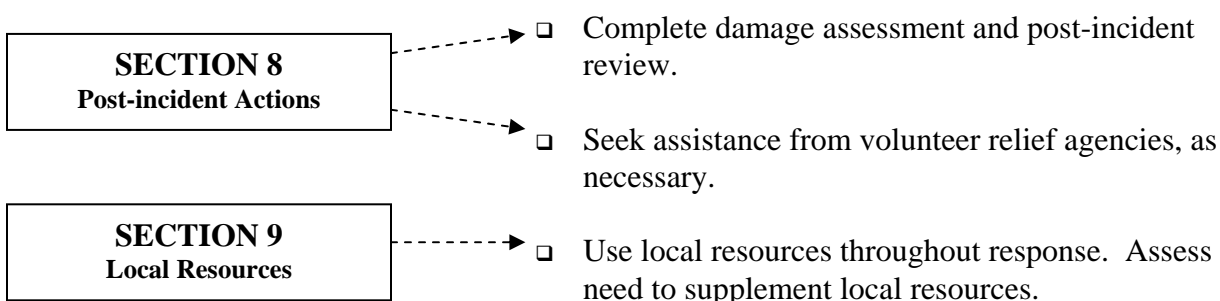 SECTION 8
Post-incident Actions
❑ Complete damage assessment and post-incident
review.
❑ Seek assistance from volunteer relief agencies, as
necessary.
SECTION 9
Local Resources
❑ Use local resources throughout response.  Assess
need to supplement local resources.